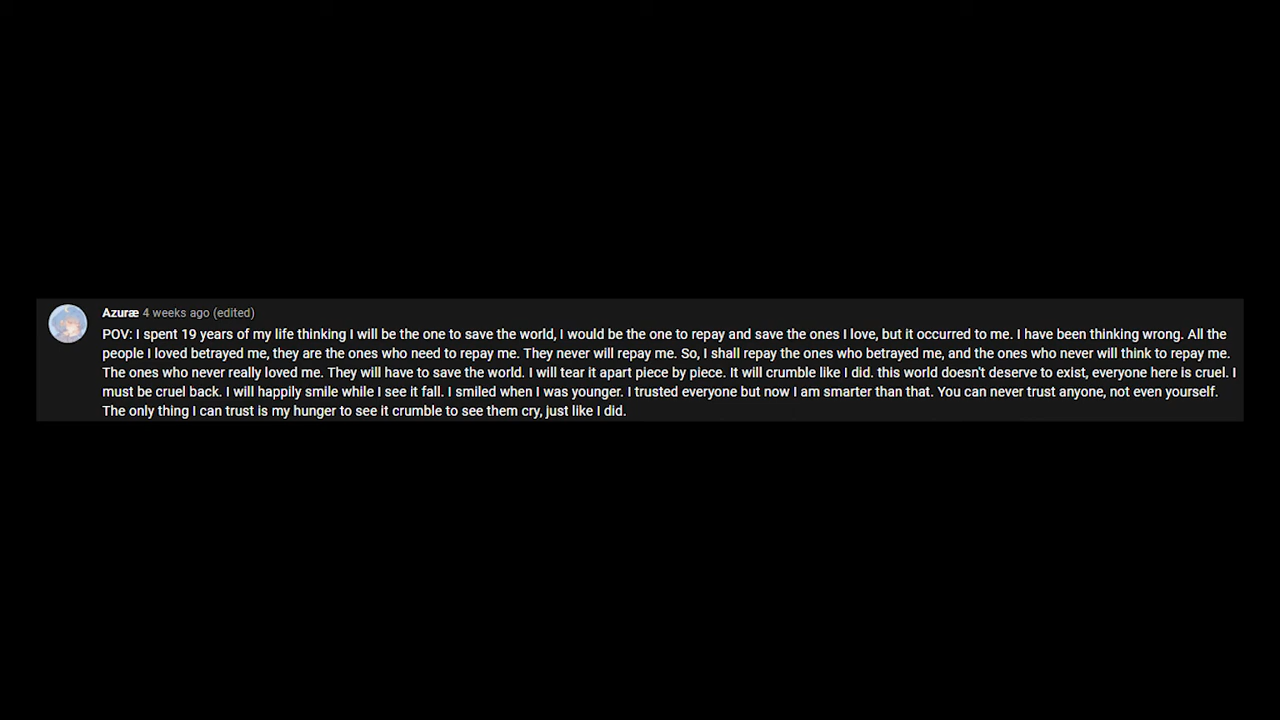 Azuræ 4 weeks ago (edited)
POV: I spent 19 years of my life thinking I will be the one to save the world, I would be the one to repay and save the ones I love, but it occurred to me. I have been thinking wrong. All the
people I loved betrayed me, they are the ones who need to repay me. They never will repay me. So, I shall repay the ones who betrayed me, and the ones who never will think to repay me.
The ones who never really loved me. They will have to save the world. I will tear it apart piece by piece. It will crumble like I did. this world doesn't deserve to exist, everyone here is cruel. I
must be cruel back. I will happily smile while I see it fall. I smiled when I was younger. I trusted everyone but now I am smarter than that. You can never trust anyone, not even yourself.
The only thing I can trust is my hunger to see it crumble to see them cry, just like I did.